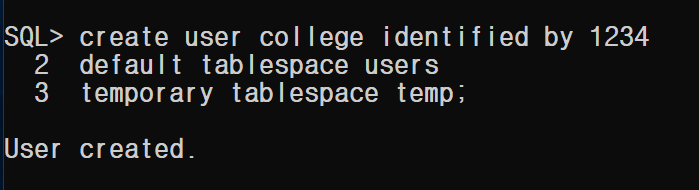 SQL> create user college identified by 1234
2 default tablespace users
3 temporary tablespace temp;
User created.